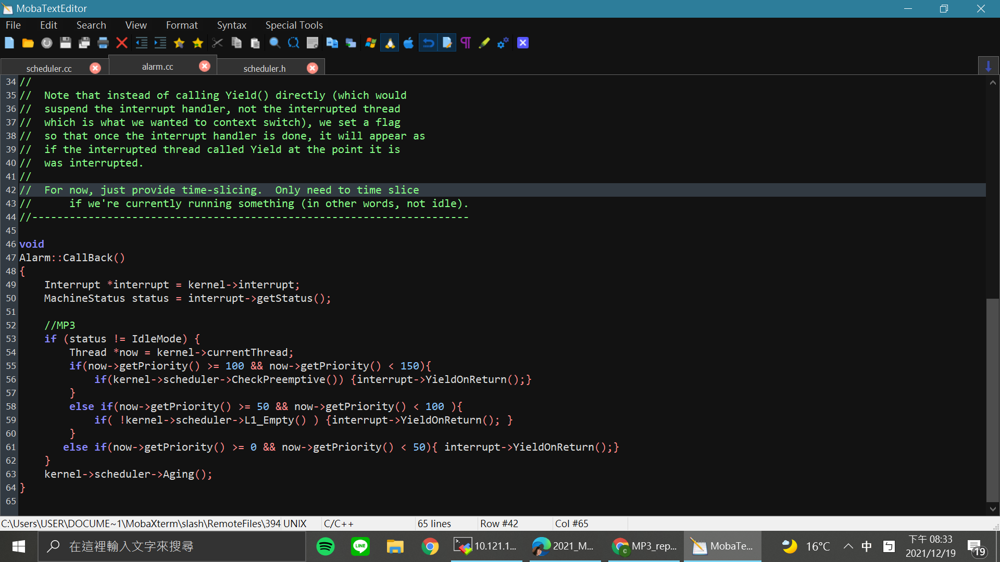 MobaTextEditor
File Edit Search View Format Syntax Special Tools
scheduler.cc alarm.cc scheduler.h
34 //
35 //  Note that instead of calling Yield() directly (which would
36 //  suspend the interrupt handler, not the interrupted thread
37 //  which is what we wanted to context switch), we set a flag
38 //  so that once the interrupt handler is done, it will appear as
39 //  if the interrupted thread called Yield at the point it is
40 //  was interrupted.
41 //
42 //  For now, just provide time-slicing.  Only need to time slice
43 //      if we're currently running something (in other words, not idle).
44 //----------------------------------------------------------------------
45
46 void
47 Alarm::CallBack()
48 {
49     Interrupt *interrupt = kernel->interrupt;
50     MachineStatus status = interrupt->getStatus();
51
52     //MP3
53     if (status != IdleMode) {
54         Thread *now = kernel->currentThread;
55         if(now->getPriority() >= 100 && now->getPriority() < 150){
56             if(kernel->scheduler->CheckPreemptive()) {interrupt->YieldOnReturn();}
57         }
58         else if(now->getPriority() >= 50 && now->getPriority() < 100 ){
59             if( !kernel->scheduler->L1_Empty() ) {interrupt->YieldOnReturn(); }
60         }
61        else if(now->getPriority() >= 0 && now->getPriority() < 50){ interrupt->YieldOnReturn();}
62     }
63     kernel->scheduler->Aging();
64 }
65
C:\Users\USER\DOCUME~1\MobaXterm\slash\RemoteFiles\394 UNIX C/C++ 65 lines Row #42 Col #65
在這裡輸入文字來搜尋 LINE 10.121.1... 2021_M... MP3_rep... MobaTe... 16°C 中 ㄅ 下午 08:33
2021/12/19 19